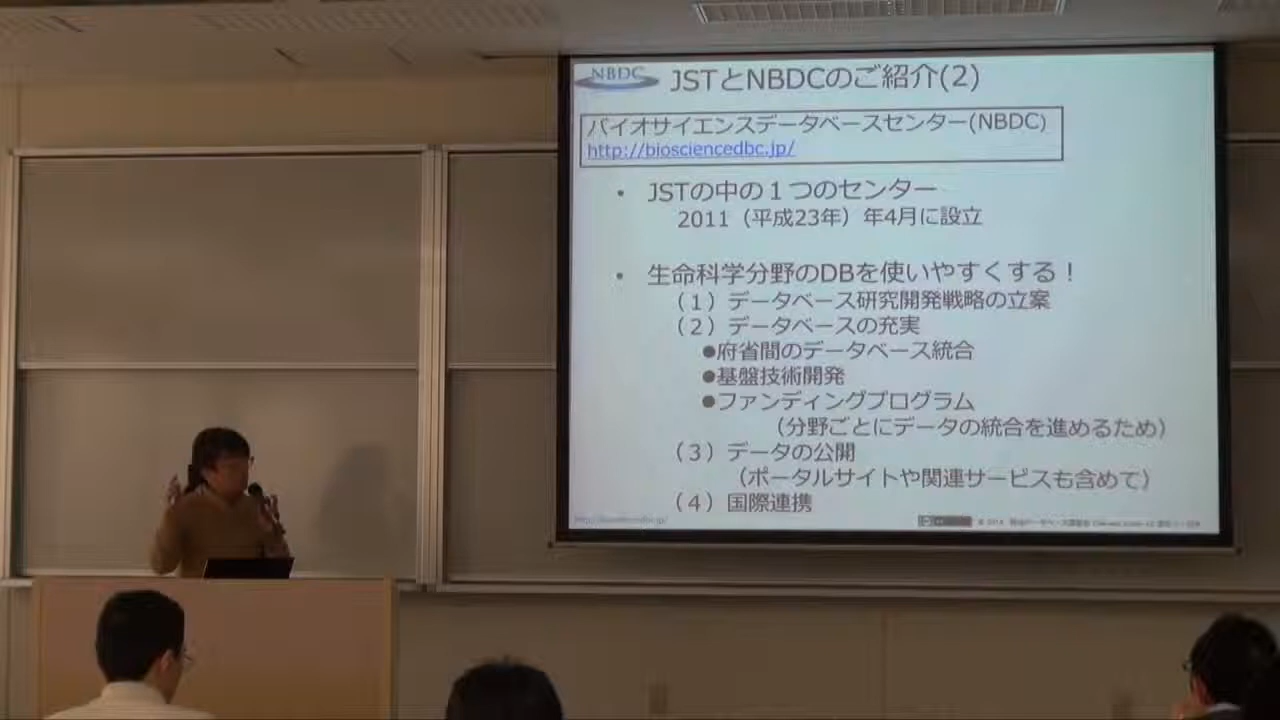 NBDC
JSTとNBDCのご紹介(2)
バイオサイエンスデータベースセンター(NBDC)
http://biosciencedbc.jp/
• JSTの中の１つのセンター
2011（平成23年）年4月に設立
• 生命科学分野のDBを使いやすくする！
（1）データベース研究開発戦略の立案
（2）データベースの充実
●府省間のデータベース統合
●基盤技術開発
●ファンディングプログラム
（分野ごとにデータの統合を進めるため）
（3）データの公開
（ポータルサイトや関連サービスも含めて）
（4）国際連携
http://biosciencedbc.jp/